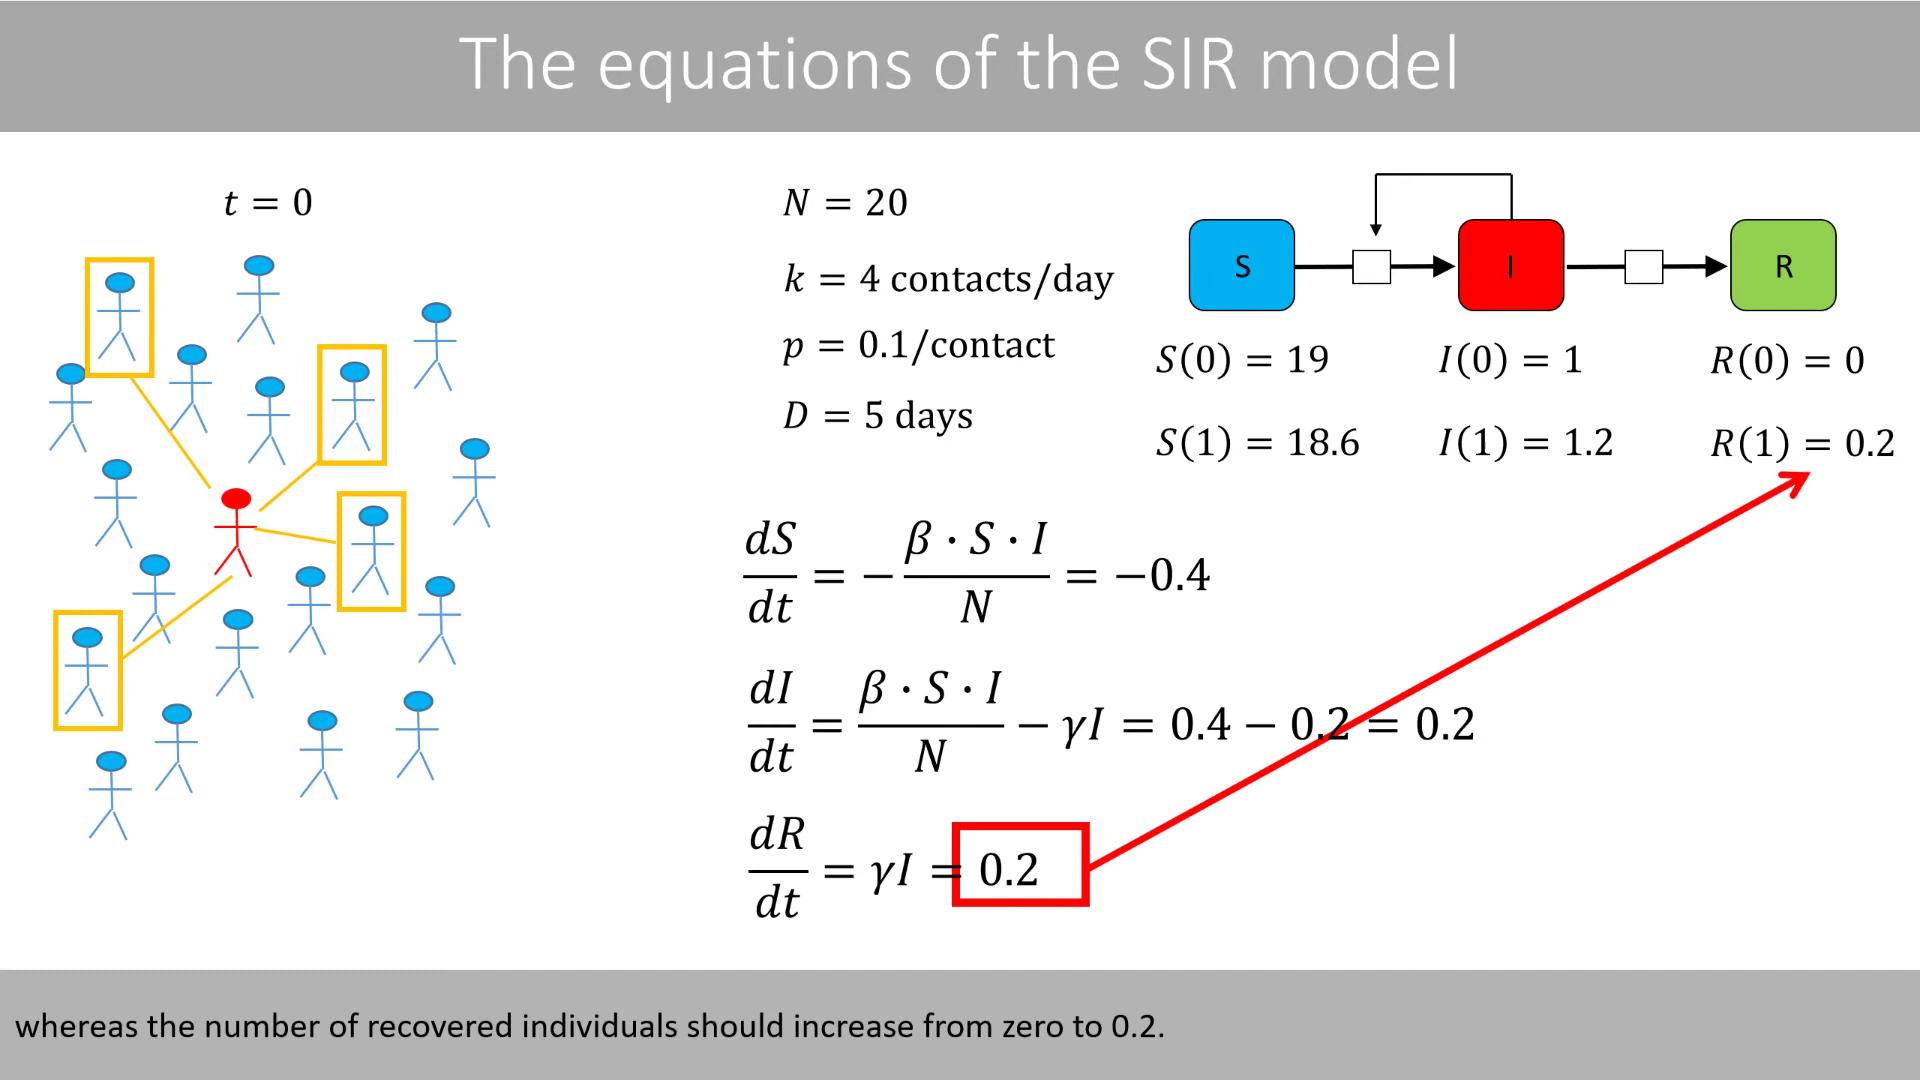 The equations of the SIR model
t = 0
N = 20
k = 4 contacts/day
p = 0.1/contact
D = 5 days
S
I
R
S(0) = 19
I(0) = 1
R(0) = 0
S(1) = 18.6
I(1) = 1.2
R(1) = 0.2
dS/dt = −β · S · I/N = −0.4
dI/dt = β · S · I/N − γI = 0.4 − 0.2 = 0.2
dR/dt = γI = 0.2
whereas the number of recovered individuals should increase from zero to 0.2.